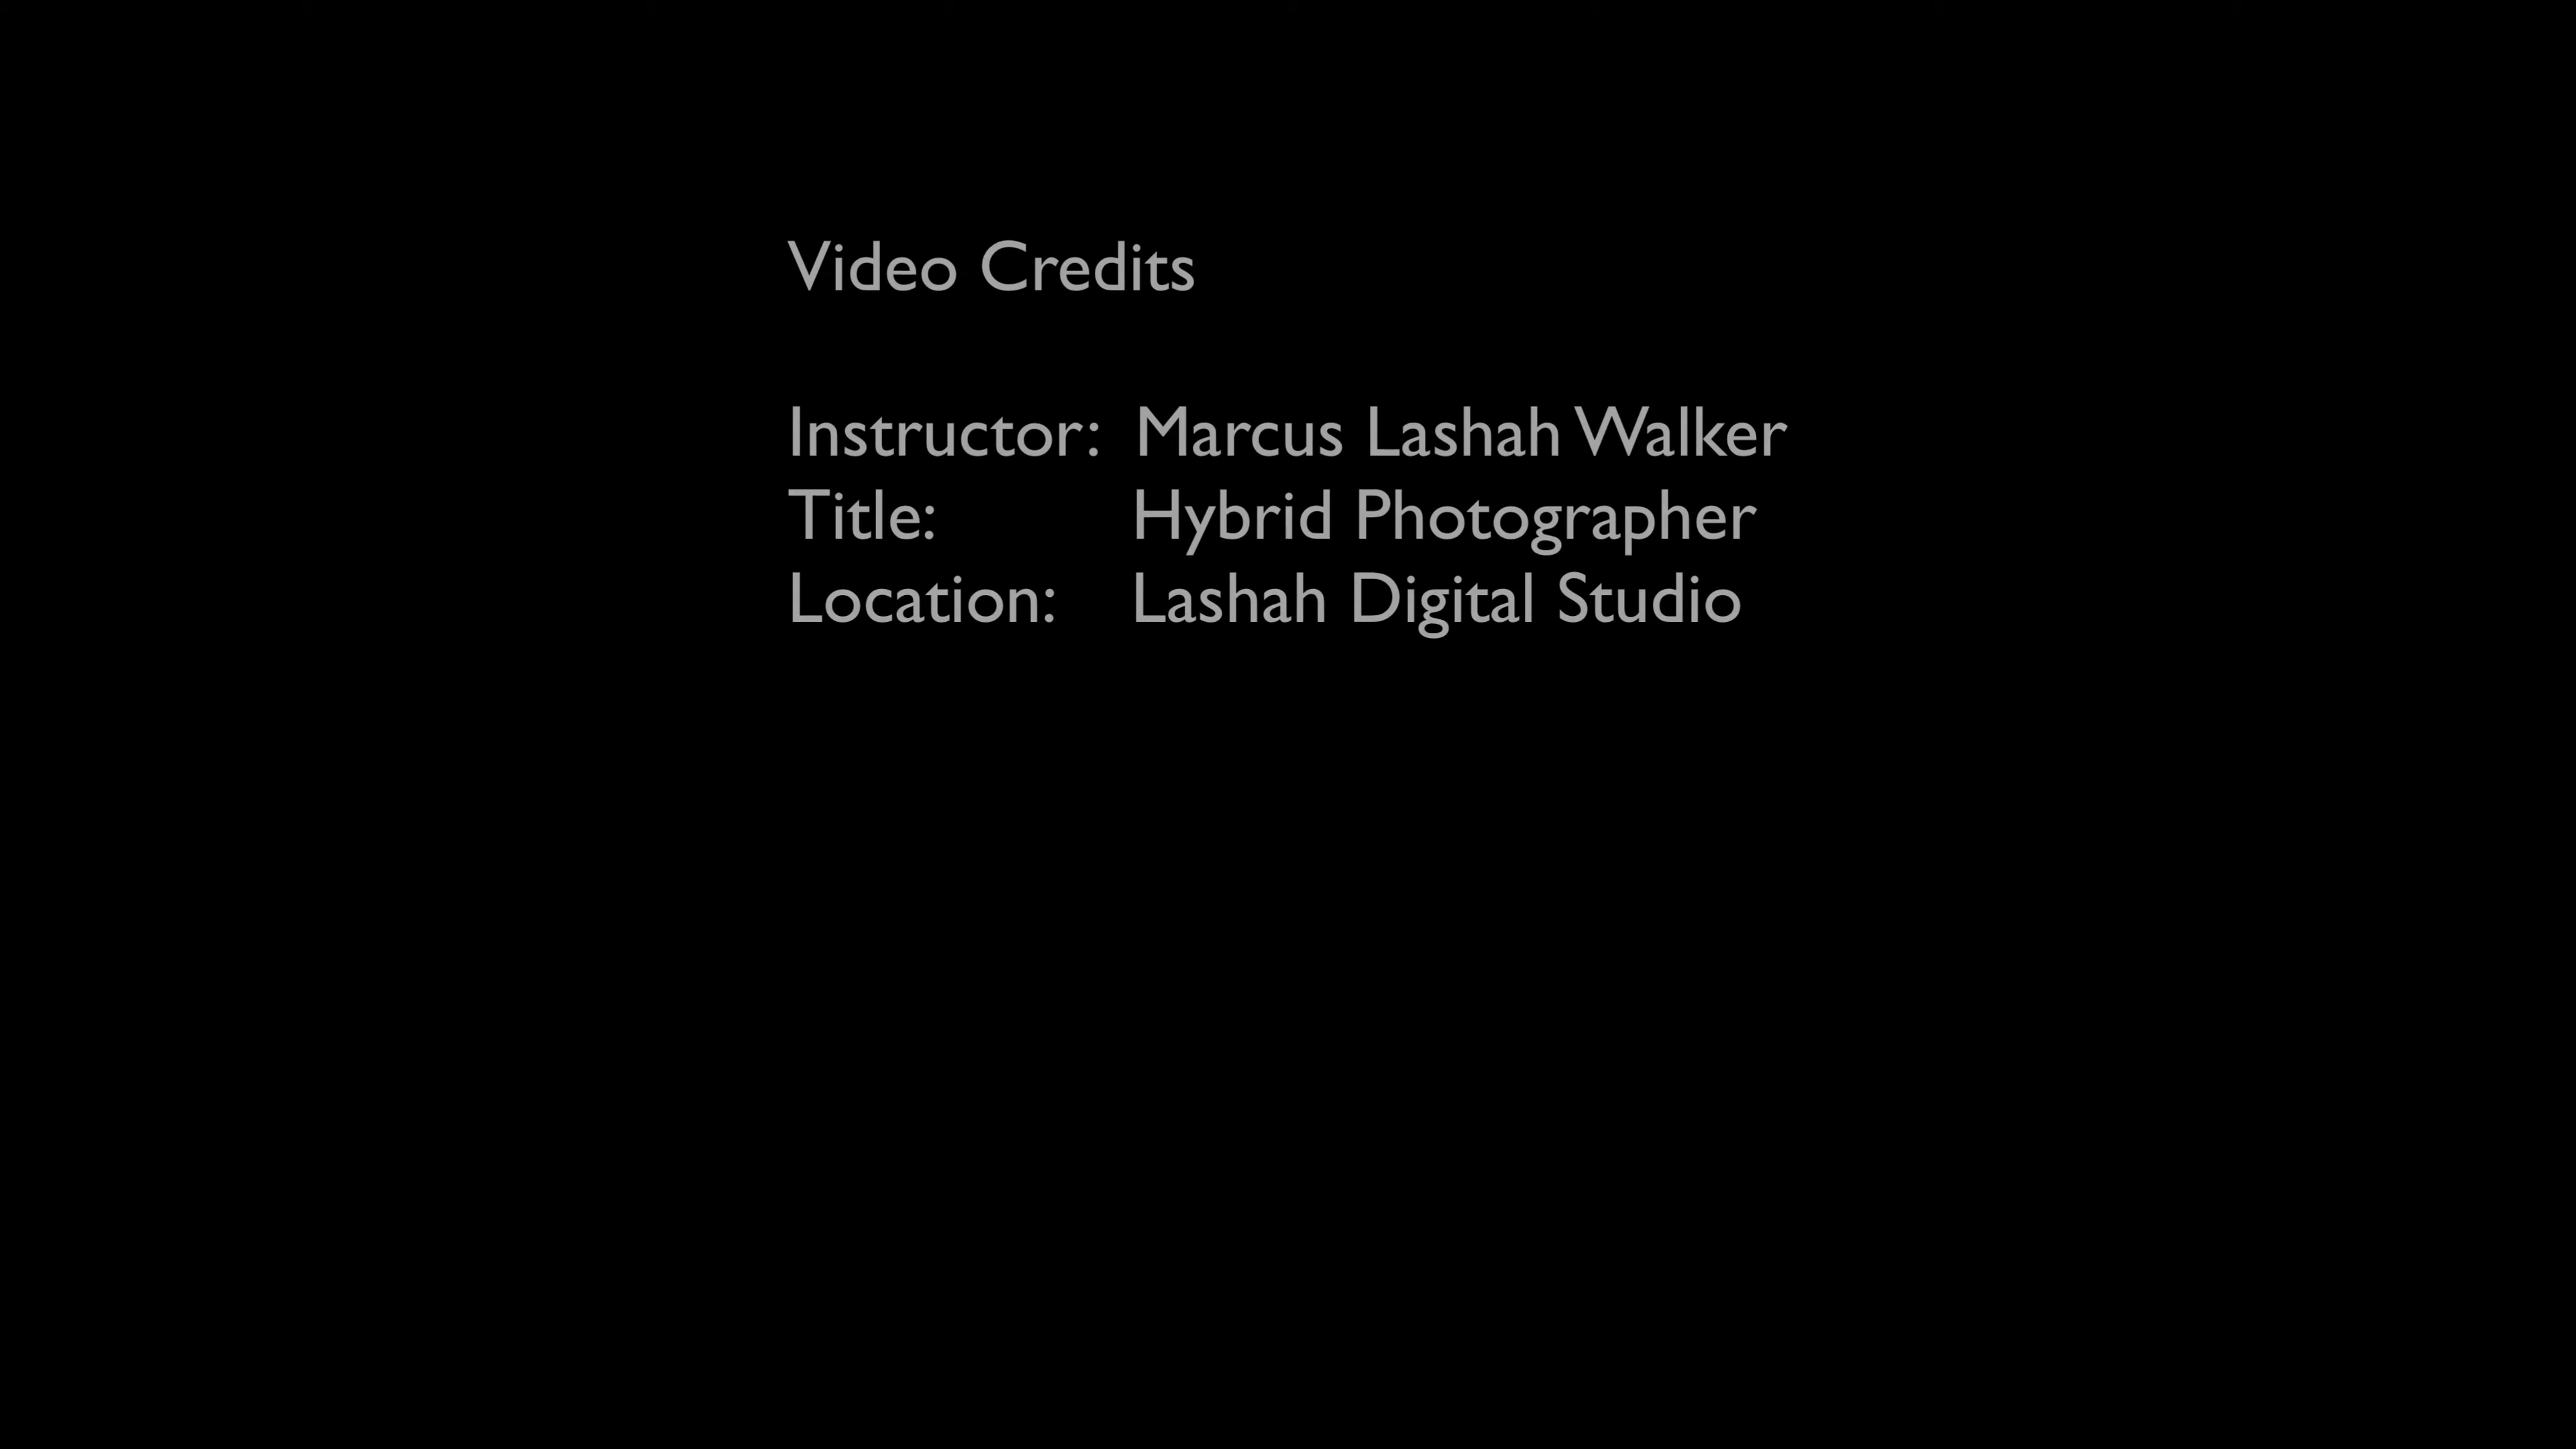 Video Credits
Instructor: Marcus Lashah Walker
Title: Hybrid Photographer
Location: Lashah Digital Studio